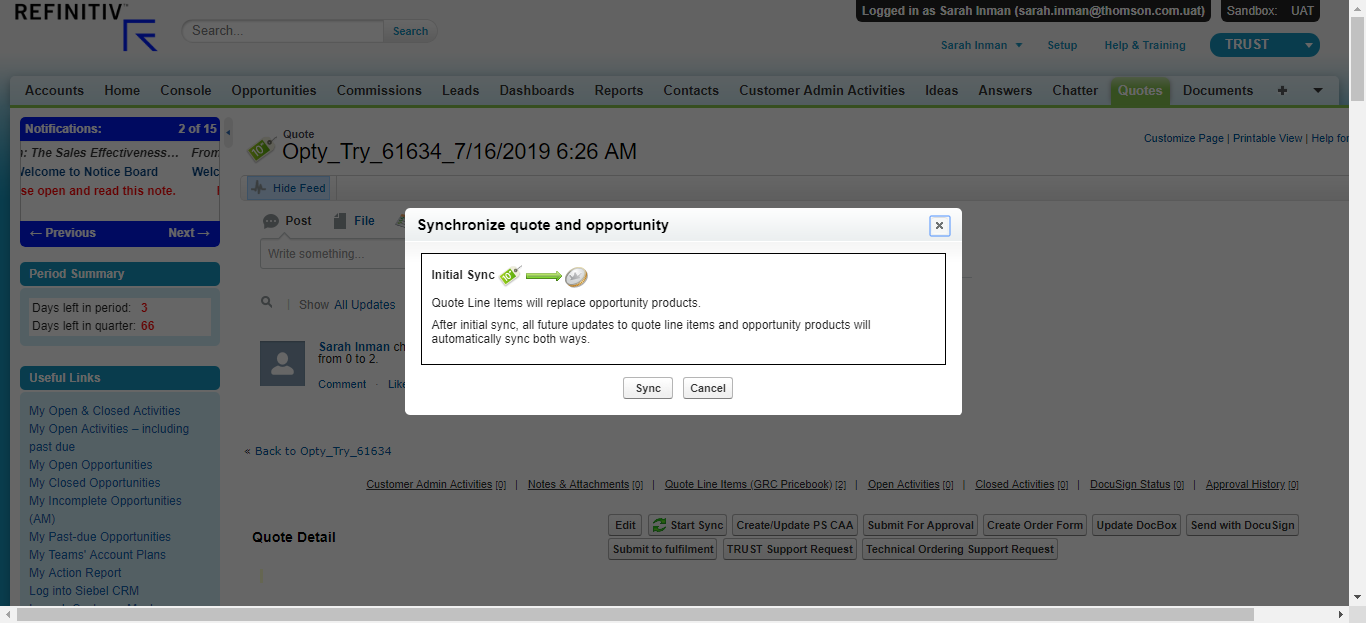 REFINITIV™
Search...
Search
Logged in as Sarah Inman (sarah.inman@thomson.com.uat)
Sandbox: UAT
Sarah Inman
Setup
Help & Training
TRUST
Accounts Home Console Opportunities Commissions Leads Dashboards Reports Contacts Customer Admin Activities Ideas Answers Chatter Quotes Documents +
Notifications: 2 of 15
: The Sales Effectiveness... From
elcome to Notice Board Welc
se open and read this note.
← Previous Next →
Period Summary
Days left in period: 3
Days left in quarter: 66
Useful Links
My Open & Closed Activities
My Open Activities – including
past due
My Open Opportunities
My Closed Opportunities
My Incomplete Opportunities
(AM)
My Past-due Opportunities
My Teams' Account Plans
My Action Report
Log into Siebel CRM
Quote
Opty_Try_61634_7/16/2019 6:26 AM
Customize Page | Printable View | Help for
Hide Feed
Post File
Write something...
Show All Updates
Sarah Inman ch
from 0 to 2.
Comment · Like
Synchronize quote and opportunity
Initial Sync
Quote Line Items will replace opportunity products.
After initial sync, all future updates to quote line items and opportunity products will
automatically sync both ways.
Sync Cancel
« Back to Opty_Try_61634
Customer Admin Activities [0] | Notes & Attachments [0] | Quote Line Items (GRC Pricebook) [2] | Open Activities [0] | Closed Activities [0] | DocuSign Status [0] | Approval History [0]
Quote Detail
Edit Start Sync Create/Update PS CAA Submit For Approval Create Order Form Update DocBox Send with DocuSign
Submit to fulfilment TRUST Support Request Technical Ordering Support Request